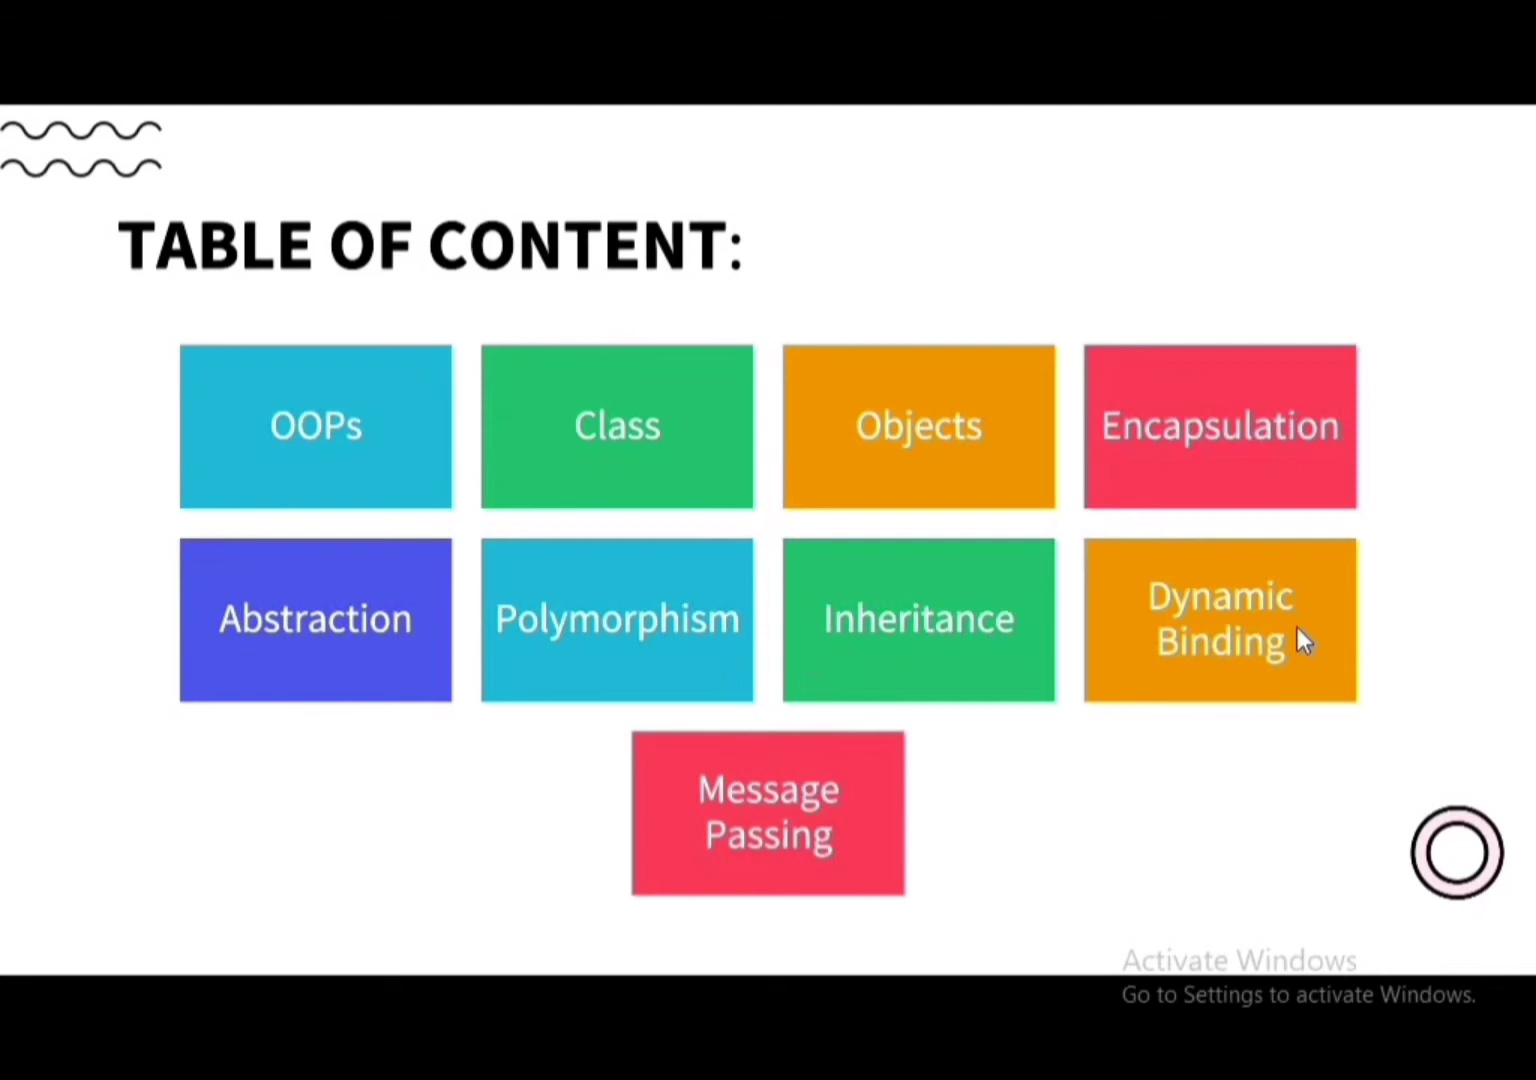 TABLE OF CONTENT:
OOPs
Class
Objects
Encapsulation
Abstraction
Polymorphism
Inheritance
Dynamic
Binding
Message
Passing
Activate Windows
Go to Settings to activate Windows.